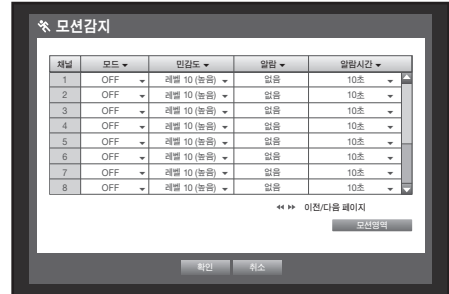 모션감지
채널 모드 민감도 알람 알람시간
1 OFF 레벨 10 (높음) 없음 10초
2 OFF 레벨 10 (높음) 없음 10초
3 OFF 레벨 10 (높음) 없음 10초
4 OFF 레벨 10 (높음) 없음 10초
5 OFF 레벨 10 (높음) 없음 10초
6 OFF 레벨 10 (높음) 없음 10초
7 OFF 레벨 10 (높음) 없음 10초
8 OFF 레벨 10 (높음) 없음 10초
이전/다음 페이지
모션영역
확인 취소